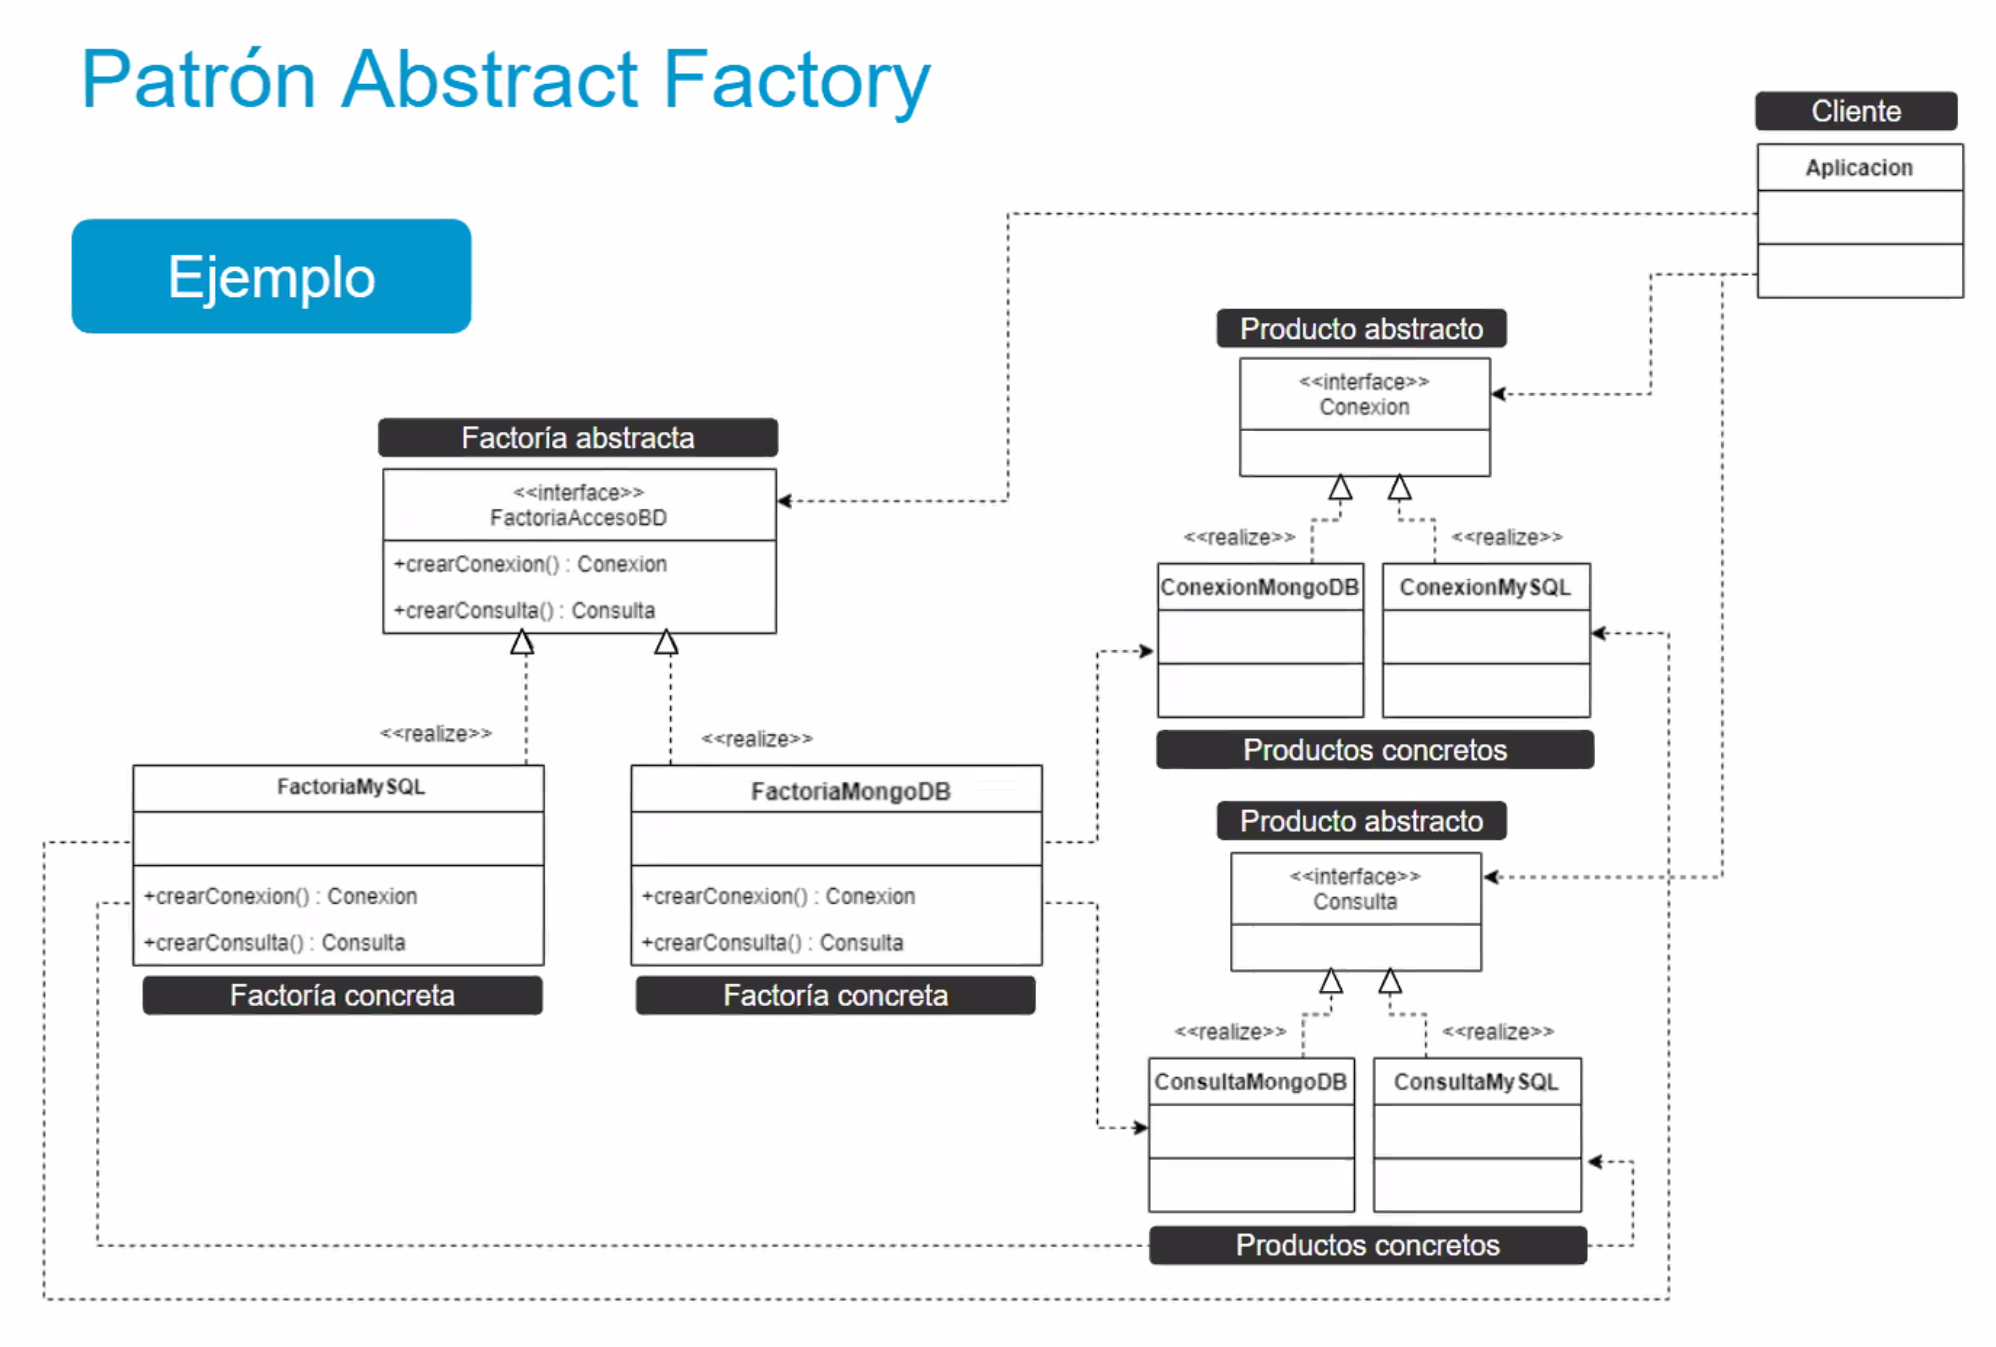 Patrón Abstract Factory
Ejemplo
Cliente
Aplicacion
Producto abstracto
<<interface>>
Conexion
<<realize>>
<<realize>>
ConexionMongoDB
ConexionMySQL
Productos concretos
Factoría abstracta
<<interface>>
FactoriaAccesoBD
+crearConexion() : Conexion
+crearConsulta() : Consulta
<<realize>>
<<realize>>
FactoriaMySQL
+crearConexion() : Conexion
+crearConsulta() : Consulta
Factoría concreta
FactoriaMongoDB
+crearConexion() : Conexion
+crearConsulta() : Consulta
Factoría concreta
Producto abstracto
<<interface>>
Consulta
<<realize>>
<<realize>>
ConsultaMongoDB
ConsultaMySQL
Productos concretos